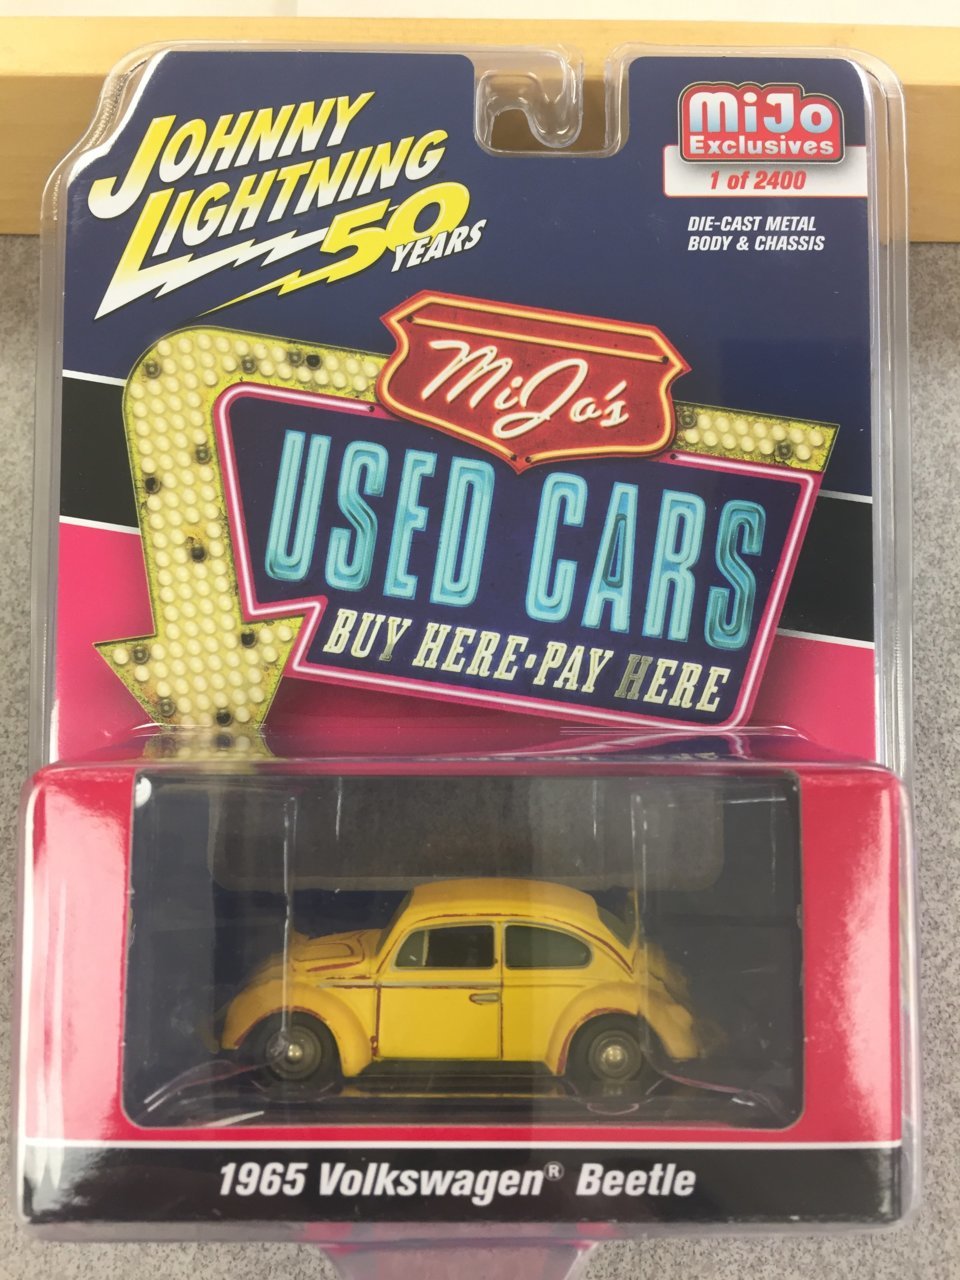 JOHNNY
LIGHTNING
50
YEARS
MiJo
Exclusives
1 of 2400
DIE-CAST METAL
BODY & CHASSIS
MiJo's
USED CARS
BUY HERE·PAY HERE
1965 Volkswagen® Beetle